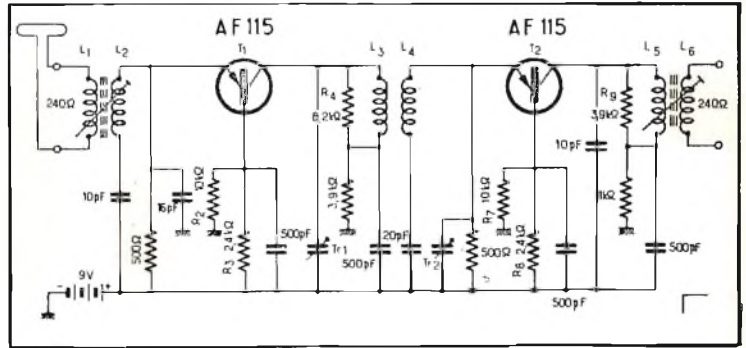 AF 115
AF 115
T1
T2
L1
L2
L3
L4
L5
L6
240Ω
240Ω
R4
8,2kΩ
R9
3,9kΩ
10pF
10pF
16pF
10kΩ
R2
3,9kΩ
R7
10kΩ
1kΩ
500Ω
R3
2,4kΩ
500pF
Tr1
500pF
20pF
Tr2
500Ω
R8
2,4kΩ
500pF
500pF
9V
- +